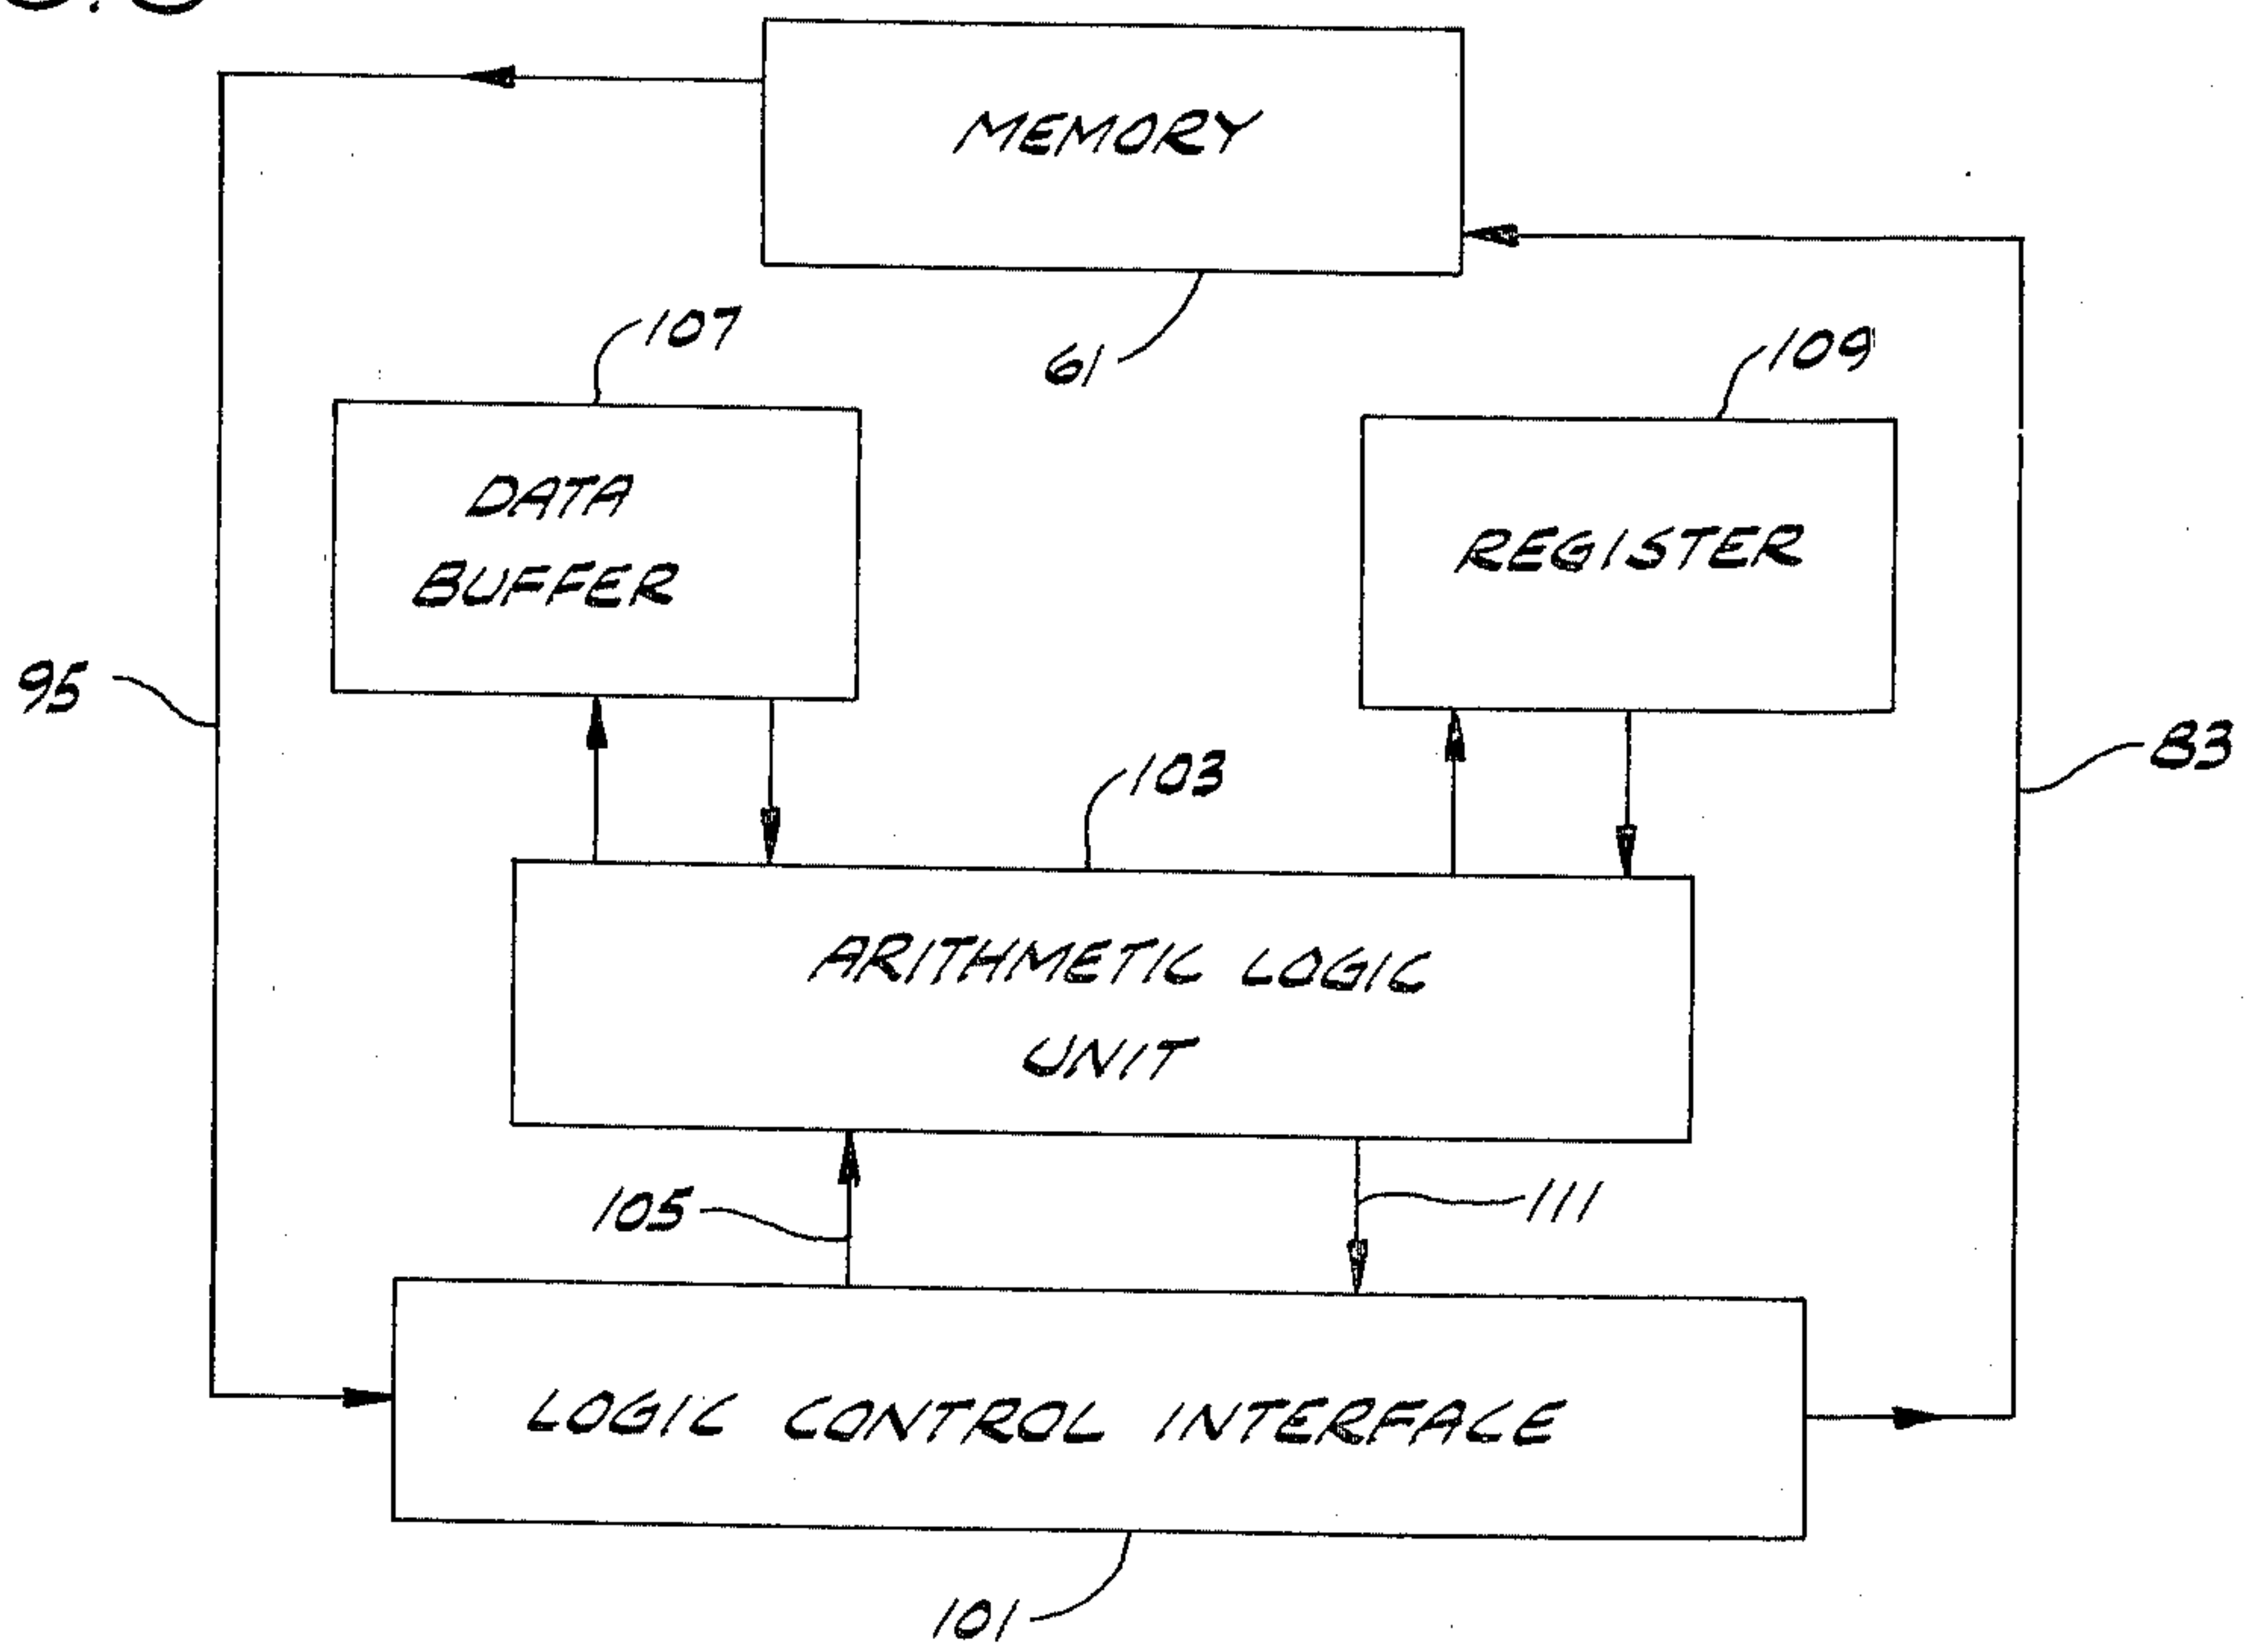 MEMORY
61
107
109
DATA
BUFFER
REGISTER
95
83
103
ARITHMETIC LOGIC
UNIT
105
111
LOGIC CONTROL INTERFACE
101